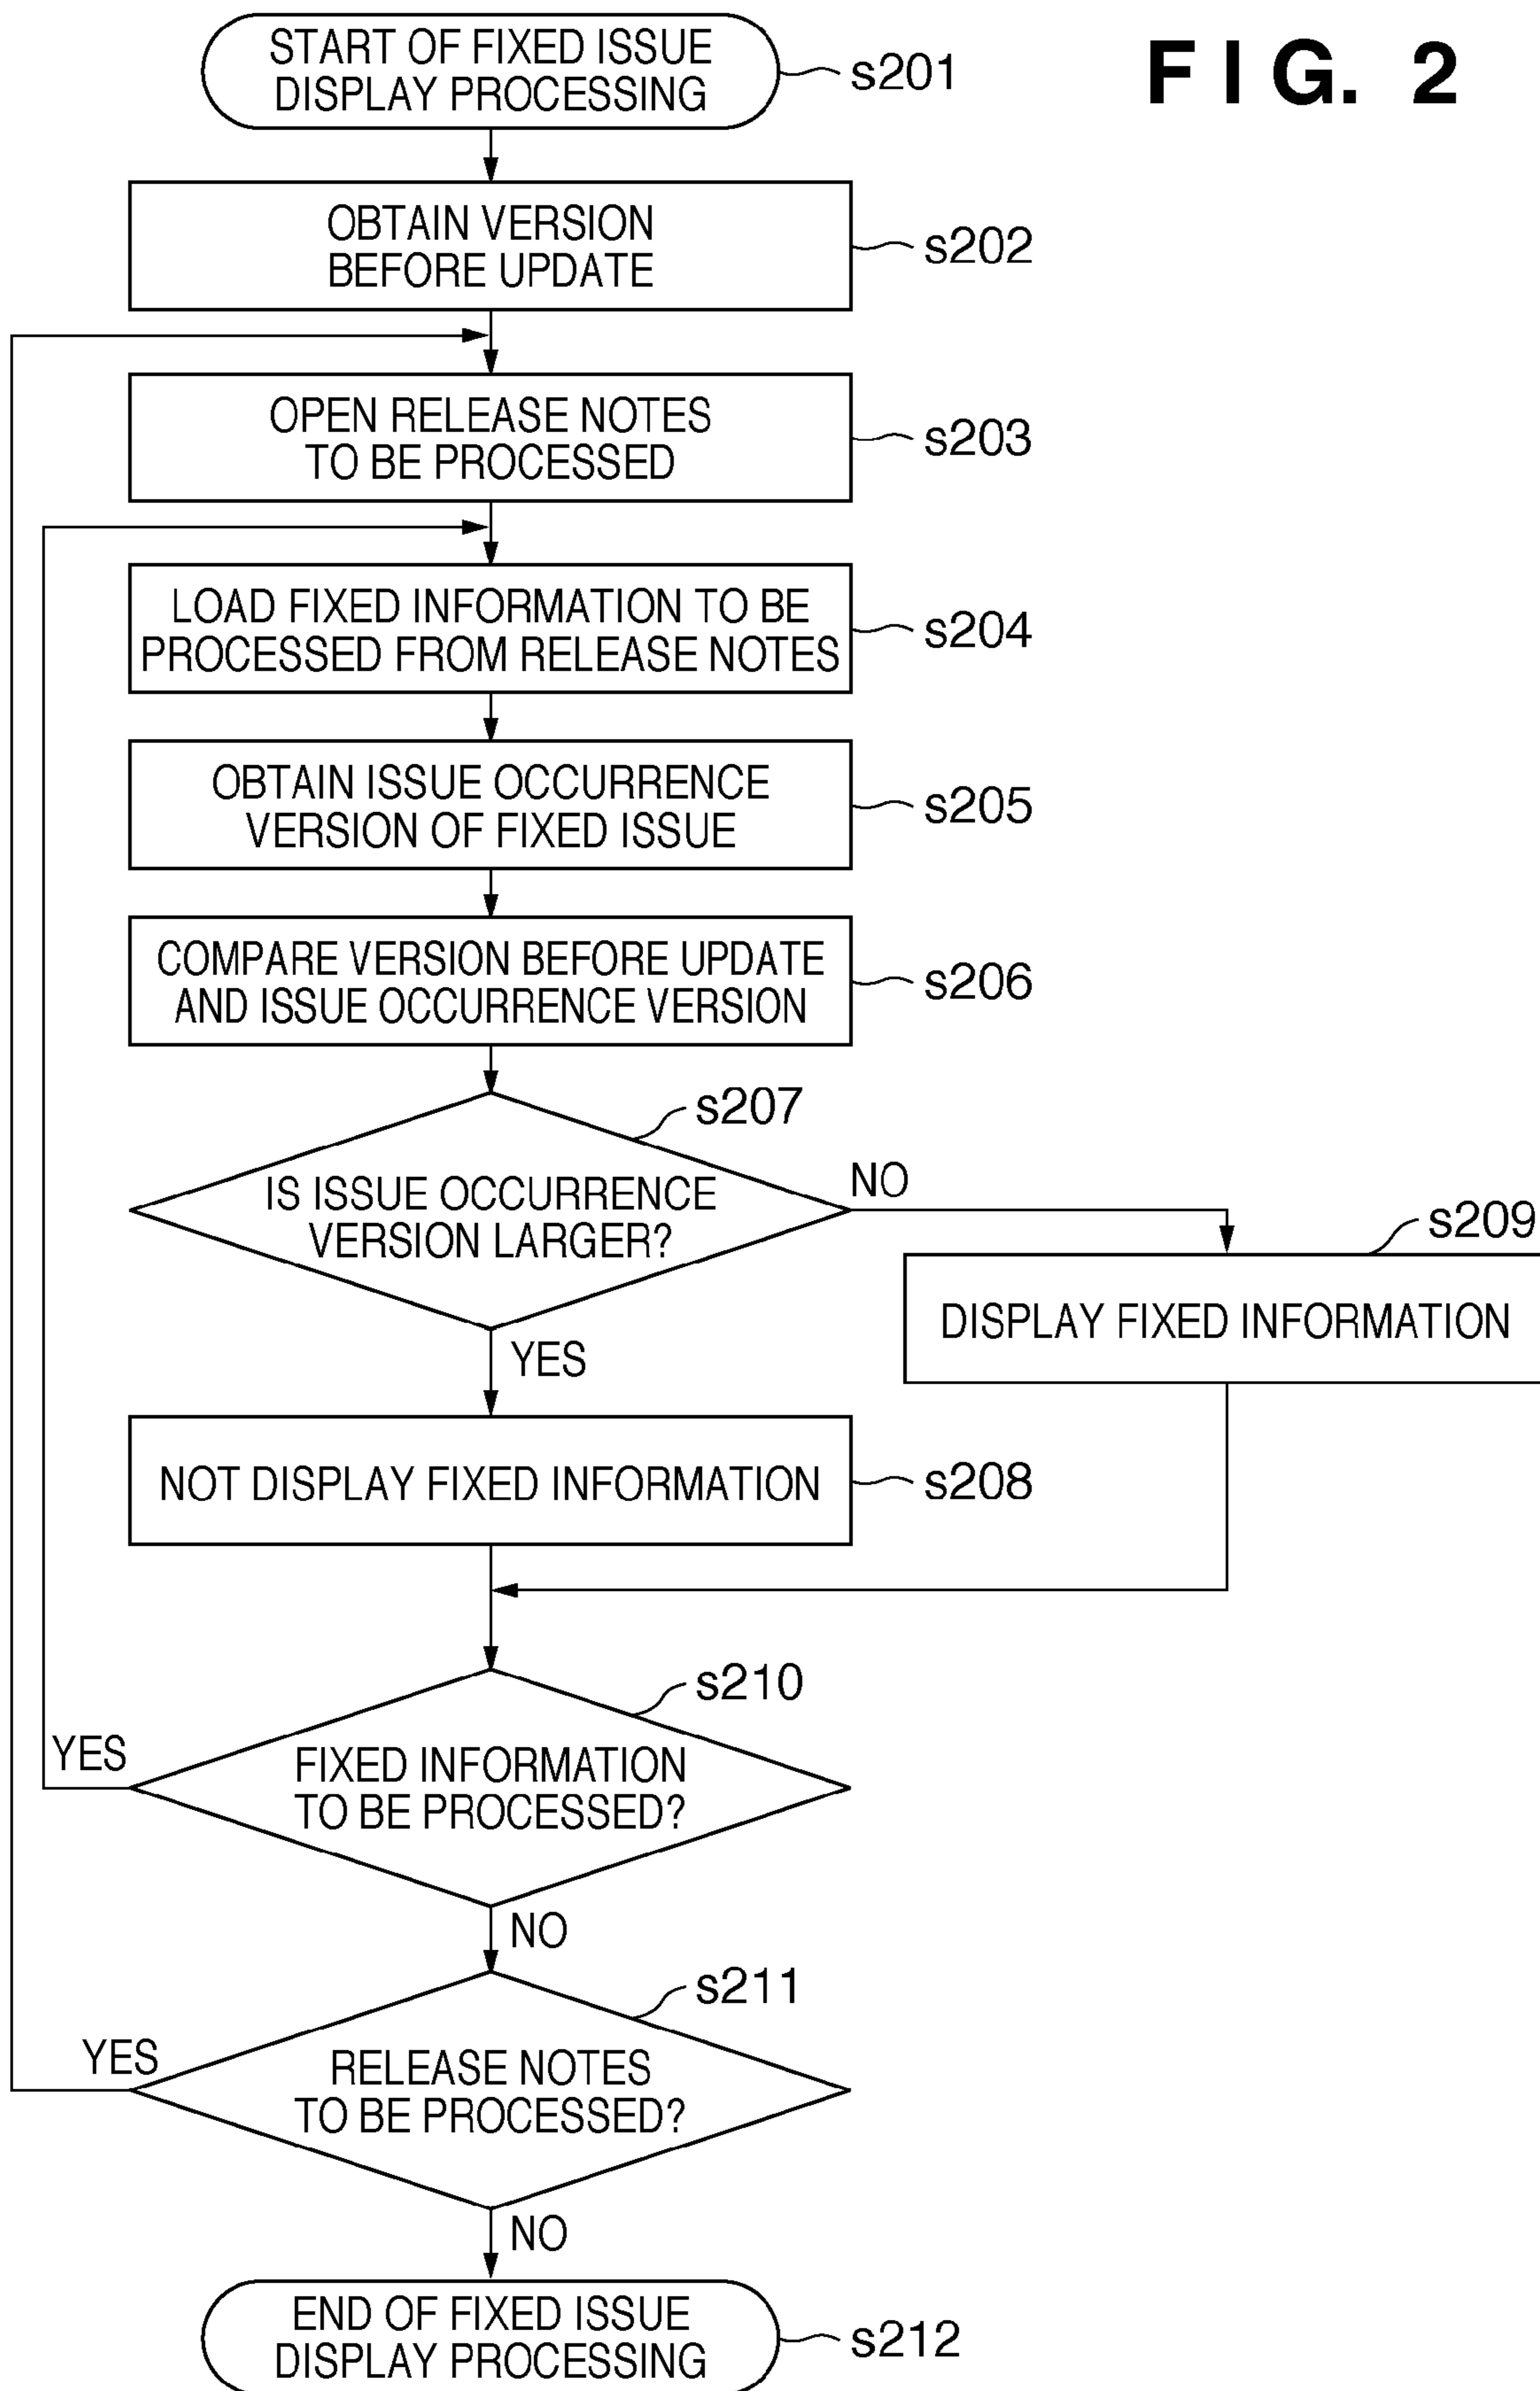 START OF FIXED ISSUE
DISPLAY PROCESSING
s201
FIG. 2
OBTAIN VERSION
BEFORE UPDATE
s202
OPEN RELEASE NOTES
TO BE PROCESSED
s203
LOAD FIXED INFORMATION TO BE
PROCESSED FROM RELEASE NOTES
s204
OBTAIN ISSUE OCCURRENCE
VERSION OF FIXED ISSUE
s205
COMPARE VERSION BEFORE UPDATE
AND ISSUE OCCURRENCE VERSION
s206
s207
IS ISSUE OCCURRENCE
VERSION LARGER?
NO
s209
DISPLAY FIXED INFORMATION
YES
NOT DISPLAY FIXED INFORMATION
s208
s210
YES
FIXED INFORMATION
TO BE PROCESSED?
NO
s211
YES
RELEASE NOTES
TO BE PROCESSED?
NO
END OF FIXED ISSUE
DISPLAY PROCESSING
s212